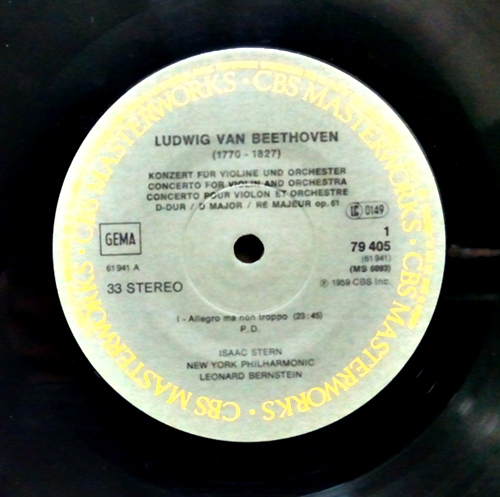 CBS MASTERWORKS · CBS MASTERWORKS · CBS MASTERWORKS · CBS MASTERWORKS ·
LUDWIG VAN BEETHOVEN
(1770 - 1827)
KONZERT FÜR VIOLINE UND ORCHESTER
CONCERTO FOR VIOLIN AND ORCHESTRA
CONCERTO POUR VIOLON ET ORCHESTRE
D-DUR / D MAJOR / RE MAJEUR op. 61
LC 0149
GEMA
1
79 405
61 941 A
(61 941)
(MS 6093)
33 STEREO
℗ 1959 CBS Inc.
I - Allegro ma non troppo (23:45)
P.D.
ISAAC STERN
NEW YORK PHILHARMONIC
LEONARD BERNSTEIN